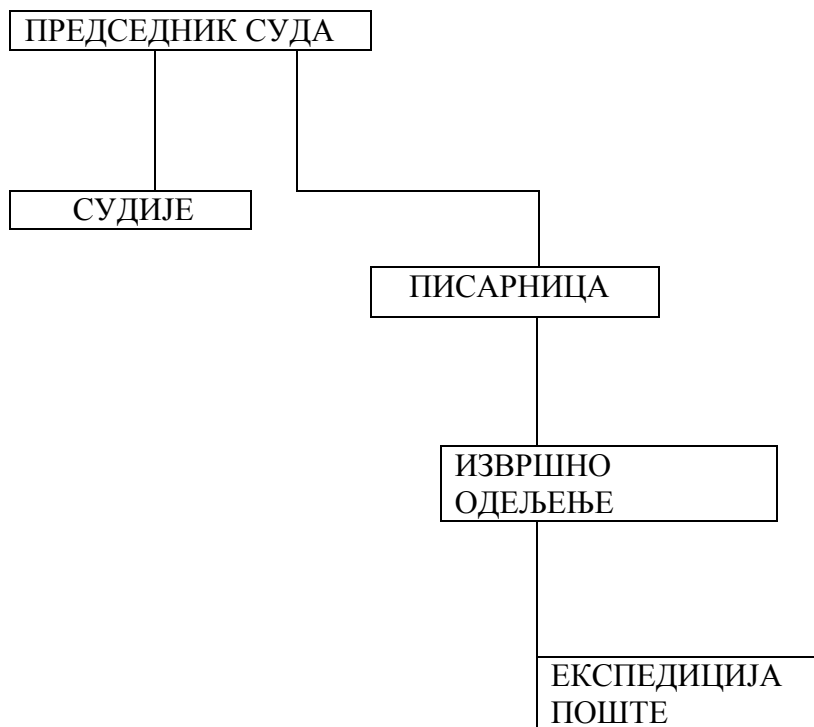 ПРЕДСЕДНИК СУДА
СУДИЈЕ
ПИСАРНИЦА
ИЗВРШНО
ОДЕЉЕЊЕ
ЕКСПЕДИЦИЈА
ПОШТЕ